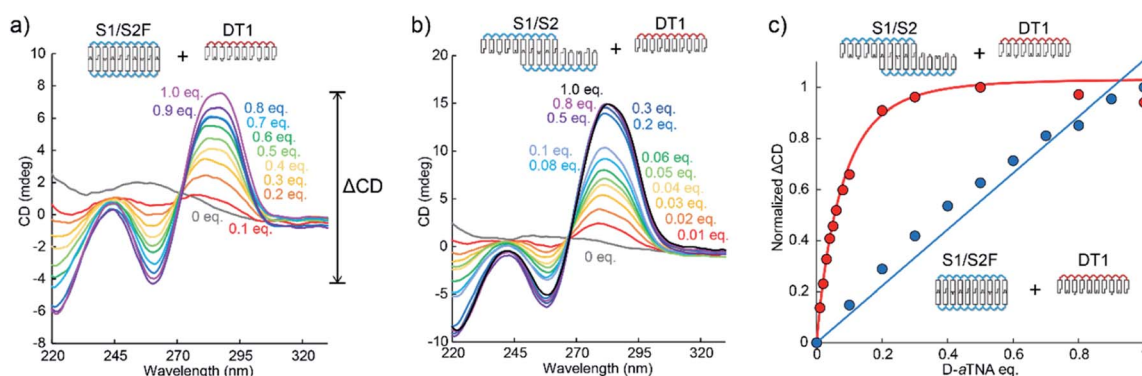 a)
S1/S2F
+
DT1
10
8
6
4
2
0
-2
-4
-6
-8
CD (mdeg)
1.0 eq.
0.9 eq.
0.8 eq.
0.7 eq.
0.6 eq.
0.5 eq.
0.4 eq.
0.3 eq.
0.2 eq.
0 eq.
0.1 eq.
ΔCD
220
245
270
295
320
Wavelength (nm)
b)
S1/S2
+
DT1
20
15
10
5
0
-5
-10
CD (mdeg)
1.0 eq.
0.8 eq.
0.5 eq.
0.3 eq.
0.2 eq.
0.1 eq.
0.08 eq.
0.06 eq.
0.05 eq.
0.04 eq.
0.03 eq.
0.02 eq.
0.01 eq.
0 eq.
220
245
270
295
320
Wavelength (nm)
c)
S1/S2
+
DT1
1
0.8
0.6
0.4
0.2
0
Normalized ΔCD
S1/S2F
+
DT1
0
0.2
0.4
0.6
0.8
D-aTNA eq.